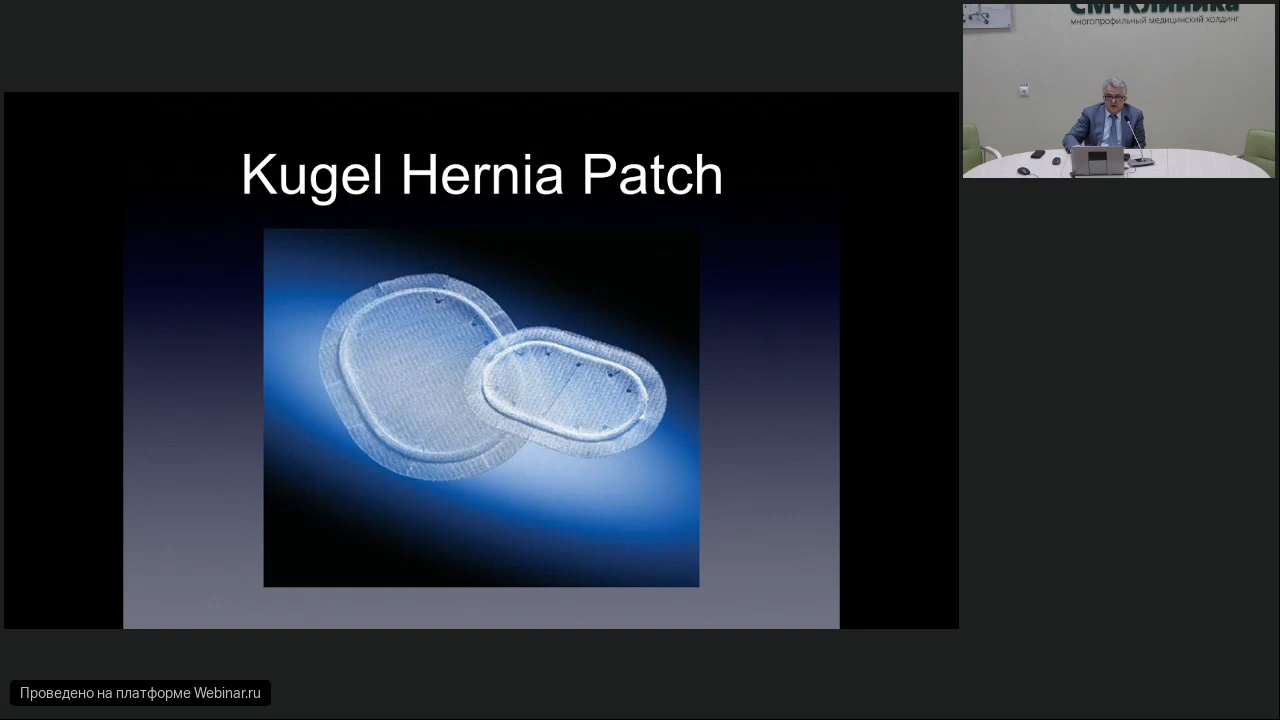 Kugel Hernia Patch
СМ-Клиника
многопрофильный медицинский холдинг
Проведено на платформе Webinar.ru